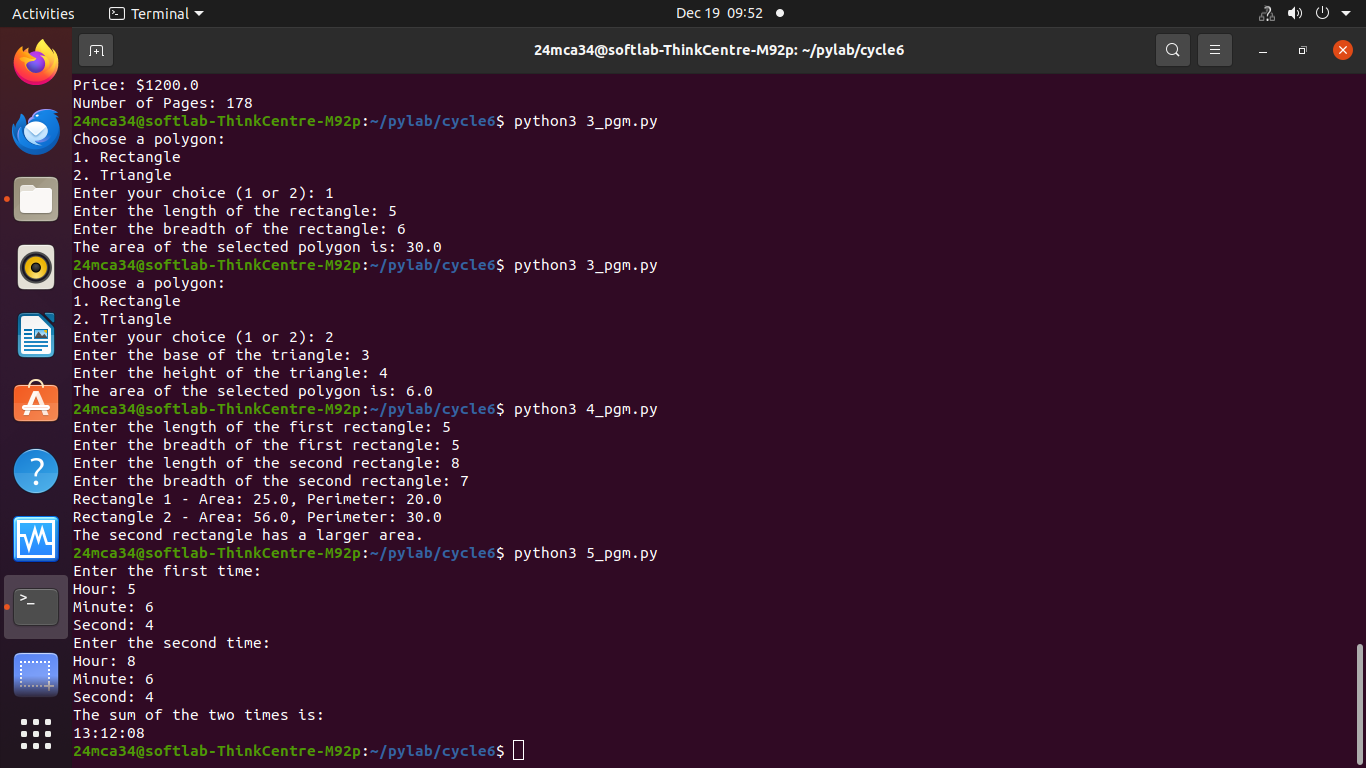 Activities Terminal Dec 19 09:52
24mca34@softlab-ThinkCentre-M92p: ~/pylab/cycle6
Price: $1200.0
Number of Pages: 178
24mca34@softlab-ThinkCentre-M92p:~/pylab/cycle6$ python3 3_pgm.py
Choose a polygon:
1. Rectangle
2. Triangle
Enter your choice (1 or 2): 1
Enter the length of the rectangle: 5
Enter the breadth of the rectangle: 6
The area of the selected polygon is: 30.0
24mca34@softlab-ThinkCentre-M92p:~/pylab/cycle6$ python3 3_pgm.py
Choose a polygon:
1. Rectangle
2. Triangle
Enter your choice (1 or 2): 2
Enter the base of the triangle: 3
Enter the height of the triangle: 4
The area of the selected polygon is: 6.0
24mca34@softlab-ThinkCentre-M92p:~/pylab/cycle6$ python3 4_pgm.py
Enter the length of the first rectangle: 5
Enter the breadth of the first rectangle: 5
Enter the length of the second rectangle: 8
Enter the breadth of the second rectangle: 7
Rectangle 1 - Area: 25.0, Perimeter: 20.0
Rectangle 2 - Area: 56.0, Perimeter: 30.0
The second rectangle has a larger area.
24mca34@softlab-ThinkCentre-M92p:~/pylab/cycle6$ python3 5_pgm.py
Enter the first time:
Hour: 5
Minute: 6
Second: 4
Enter the second time:
Hour: 8
Minute: 6
Second: 4
The sum of the two times is:
13:12:08
24mca34@softlab-ThinkCentre-M92p:~/pylab/cycle6$